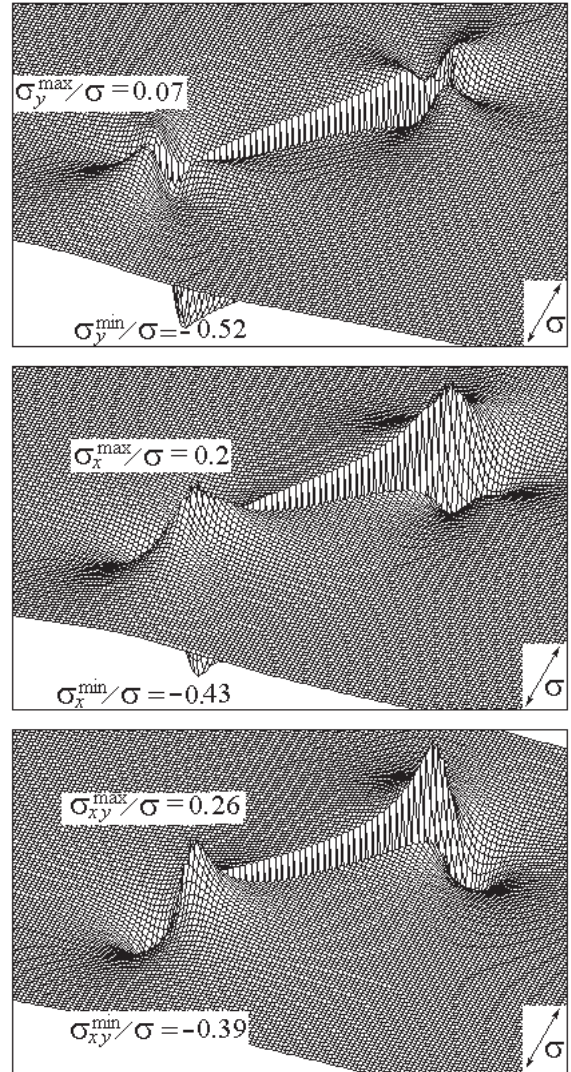 σ_y^max/σ = 0.07
σ_y^min/σ = -0.52
σ
σ_x^max/σ = 0.2
σ_x^min/σ = -0.43
σ
σ_xy^max/σ = 0.26
σ_xy^min/σ = -0.39
σ